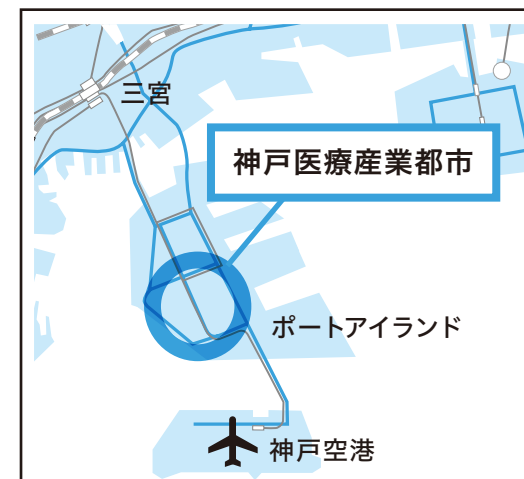 三宮
神戸医療産業都市
ポートアイランド
神戸空港